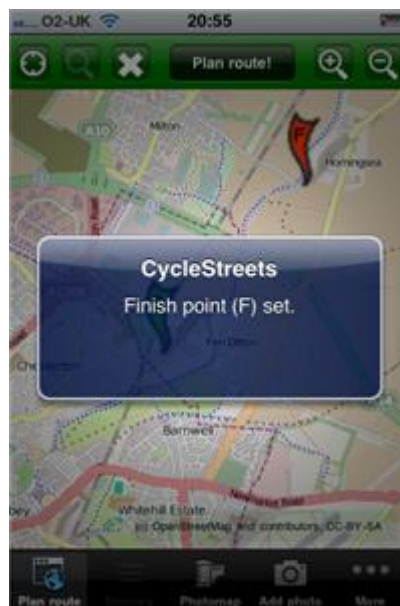 O2-UK 20:55
Plan route!
A10
Milton
F
Horningsea
CycleStreets
Finish point (F) set.
Fen Ditton
Barnwell
Newmarket Road
Whitehill Estate
(c) OpenStreetMap and contributors, CC-BY-SA
Plan route Photomap Add photo More